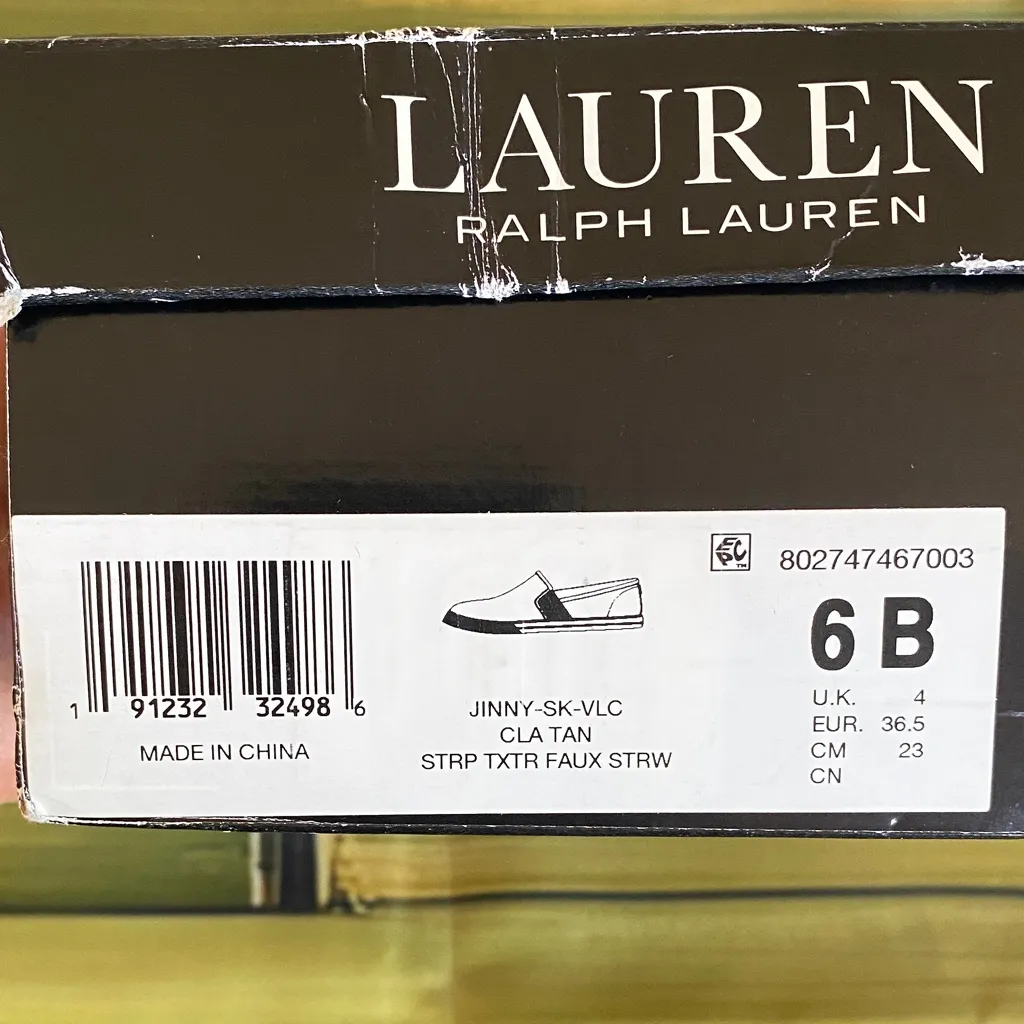 LAUREN
RALPH LAUREN
EPC™ 802747467003
6 B
U.K. 4
EUR. 36.5
CM 23
CN
1 91232 32498 6
MADE IN CHINA
JINNY-SK-VLC
CLA TAN
STRP TXTR FAUX STRW